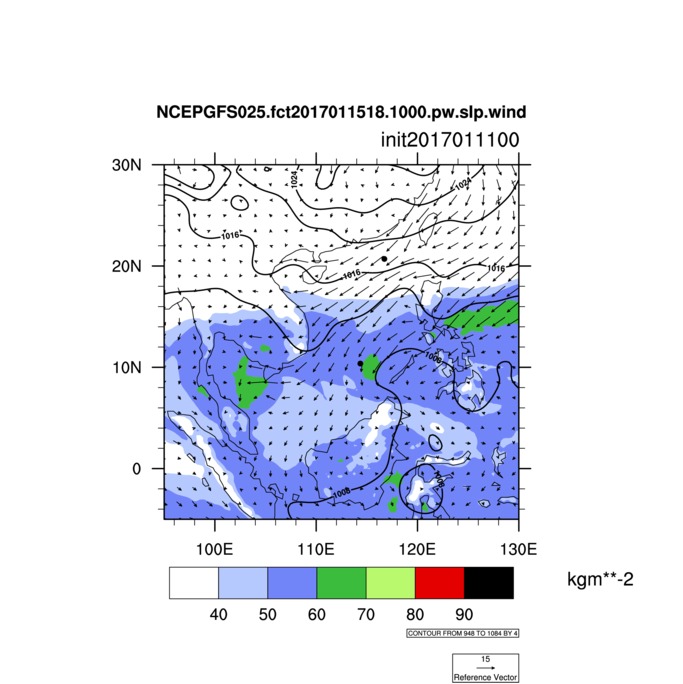 NCEPGFS025.fct2017011518.1000.pw.slp.wind
init2017011100
30N
20N
10N
0
1024
1024
1016
1016
1016
1008
1008
1008
100E 110E 120E 130E
kgm**-2
40 50 60 70 80 90
CONTOUR FROM 948 TO 1084 BY 4
15
Reference Vector